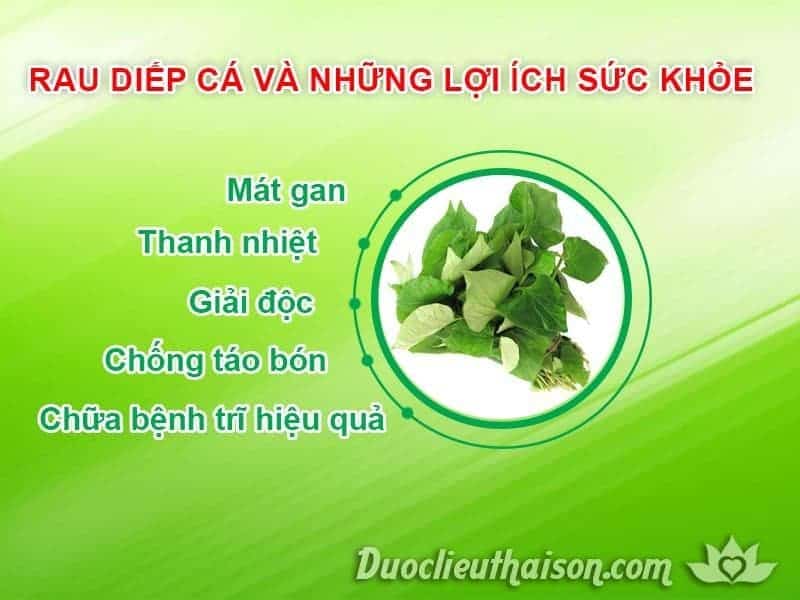 RAU DIẾP CÁ VÀ NHỮNG LỢI ÍCH SỨC KHỎE
Mát gan
Thanh nhiệt
Giải độc
Chống táo bón
Chữa bệnh trĩ hiệu quả
Duoclieuthaison.com